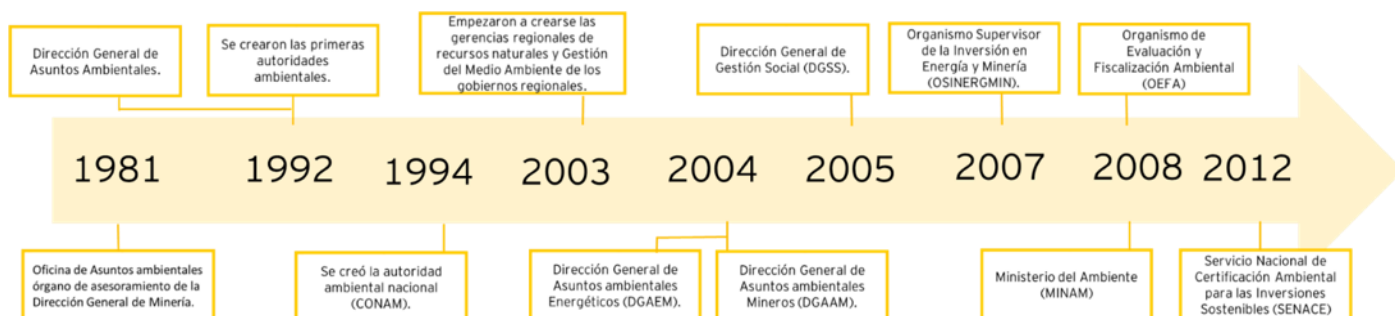 Dirección General de
Asuntos Ambientales.
Se crearon las primeras
autoridades
ambientales.
Empezaron a crearse las
gerencias regionales de
recursos naturales y Gestión
del Medio Ambiente de los
gobiernos regionales.
Dirección General de
Gestión Social (DGSS).
Organismo Supervisor
de la Inversión en
Energía y Minería
(OSINERGMIN).
Organismo de
Evaluación y
Fiscalización Ambiental
(OEFA)
1981
1992
1994
2003
2004
2005
2007
2008
2012
Oficina de Asuntos ambientales
órgano de asesoramiento de la
Dirección General de Minería.
Se creó la autoridad
ambiental nacional
(CONAM).
Dirección General de
Asuntos ambientales
Energéticos (DGAEM).
Dirección General de
Asuntos ambientales
Mineros (DGAAM).
Ministerio del Ambiente
(MINAM)
Servicio Nacional de
Certificación Ambiental
para las Inversiones
Sostenibles (SENACE)